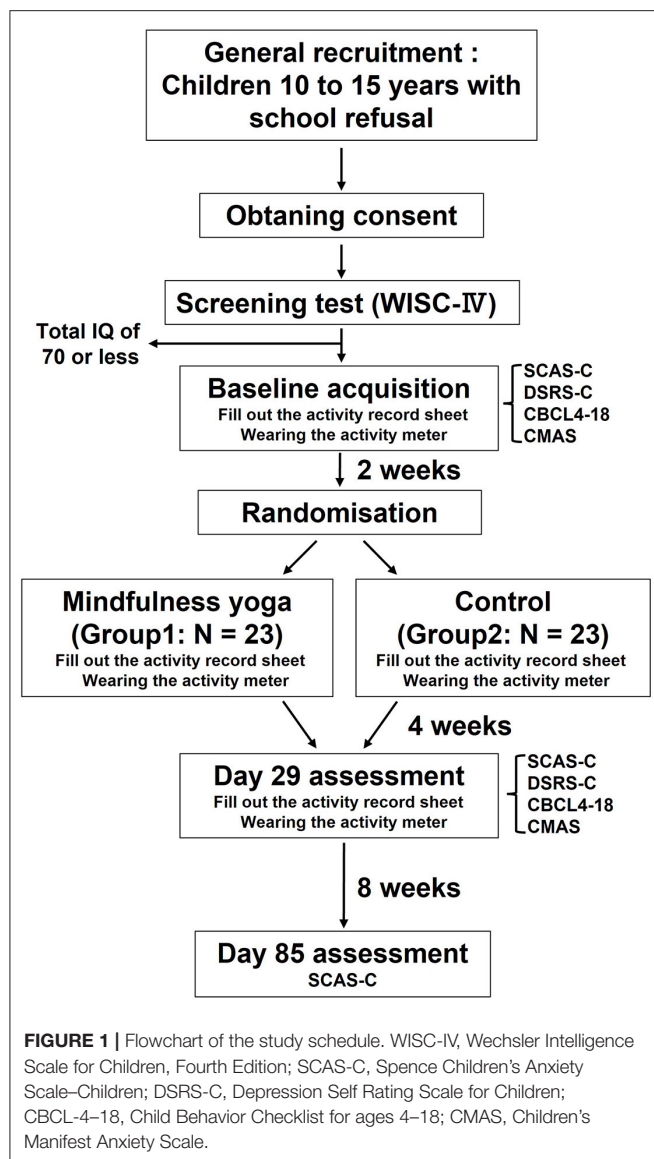 General recruitment :
Children 10 to 15 years with
school refusal
Obtaning consent
Screening test (WISC-Ⅳ)
Total IQ of
70 or less
Baseline acquisition
Fill out the activity record sheet
Wearing the activity meter
SCAS-C
DSRS-C
CBCL4-18
CMAS
2 weeks
Randomisation
Mindfulness yoga
(Group1: N = 23)
Fill out the activity record sheet
Wearing the activity meter
Control
(Group2: N = 23)
Fill out the activity record sheet
Wearing the activity meter
4 weeks
Day 29 assessment
Fill out the activity record sheet
Wearing the activity meter
SCAS-C
DSRS-C
CBCL4-18
CMAS
8 weeks
Day 85 assessment
SCAS-C
FIGURE 1 | Flowchart of the study schedule. WISC-IV, Wechsler Intelligence
Scale for Children, Fourth Edition; SCAS-C, Spence Children's Anxiety
Scale–Children; DSRS-C, Depression Self Rating Scale for Children;
CBCL-4–18, Child Behavior Checklist for ages 4–18; CMAS, Children's
Manifest Anxiety Scale.